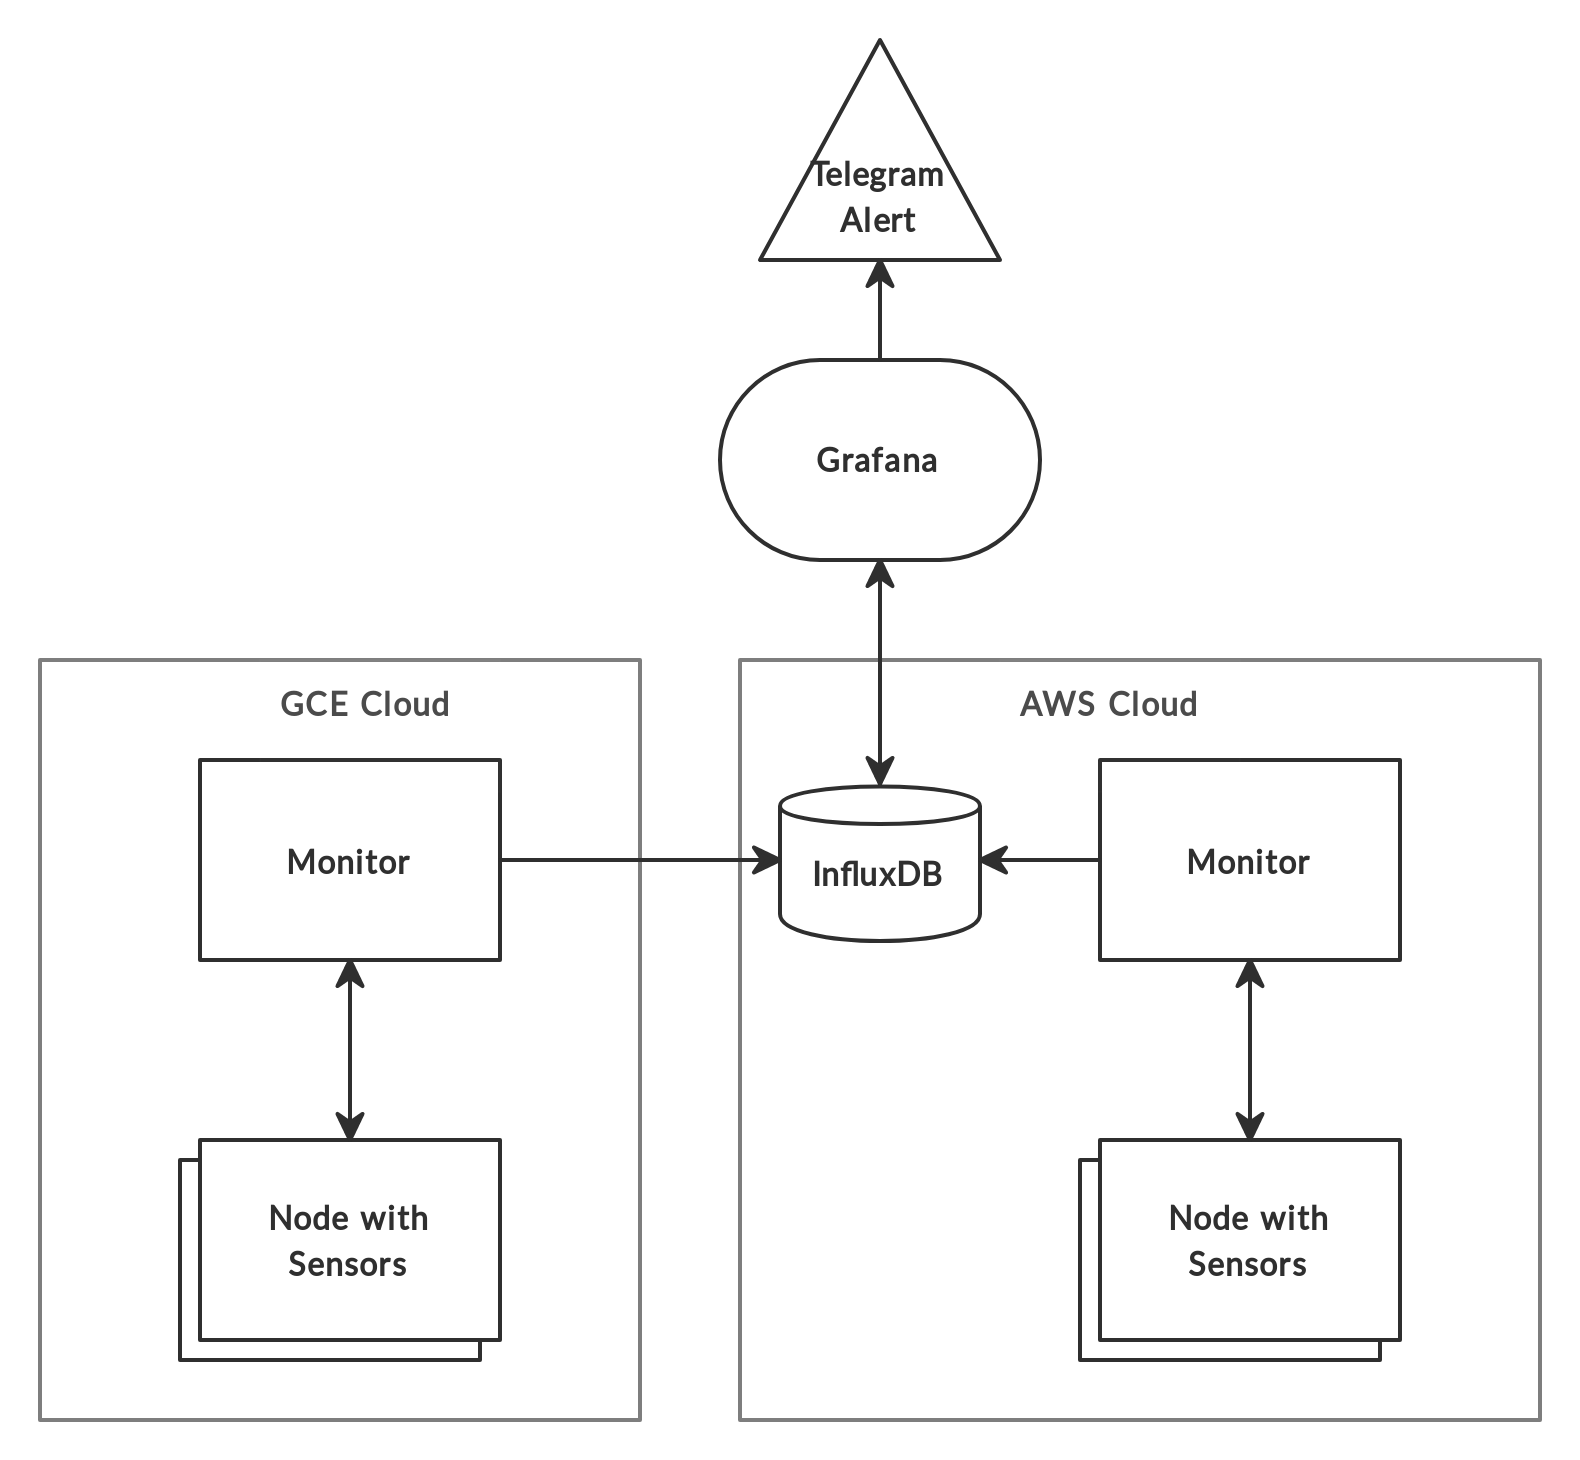 Telegram
Alert
Grafana
GCE Cloud
AWS Cloud
Monitor
InfluxDB
Monitor
Node with
Sensors
Node with
Sensors